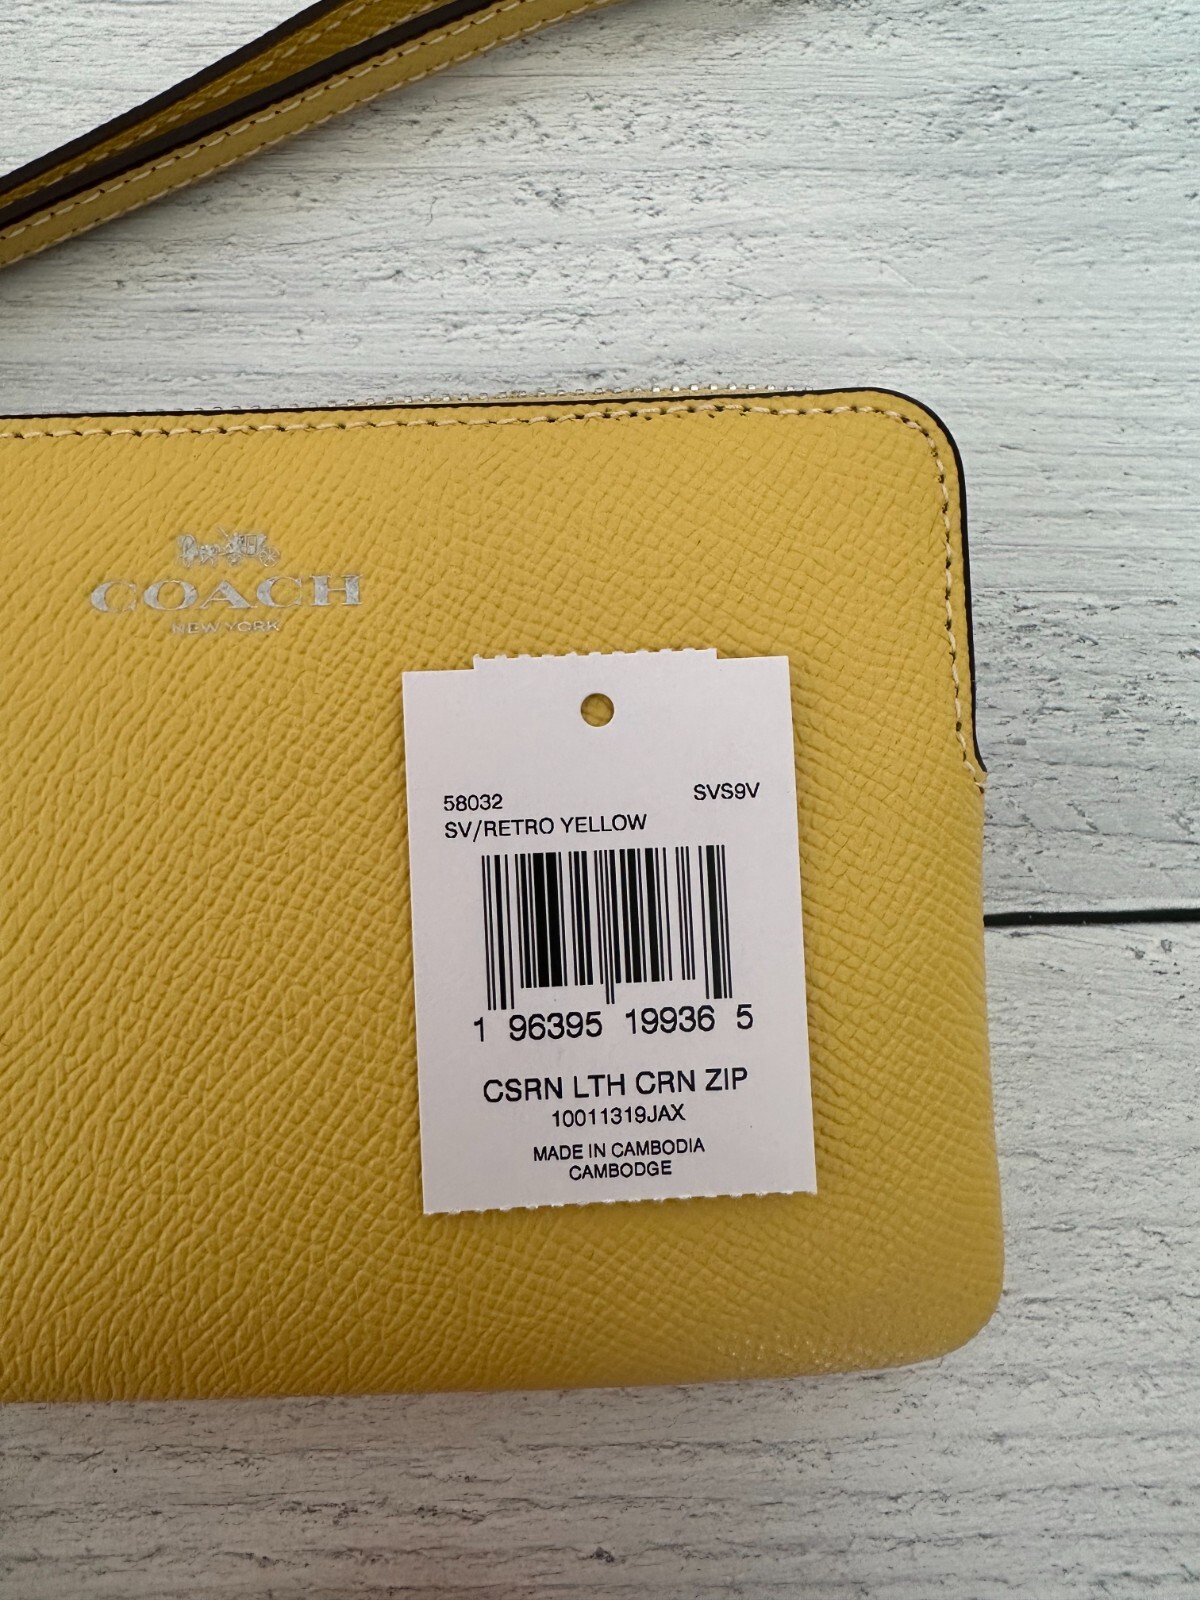 COACH
NEW YORK
58032 SVS9V
SV/RETRO YELLOW
1 96395 19936 5
CSRN LTH CRN ZIP
10011319JAX
MADE IN CAMBODIA
CAMBODGE